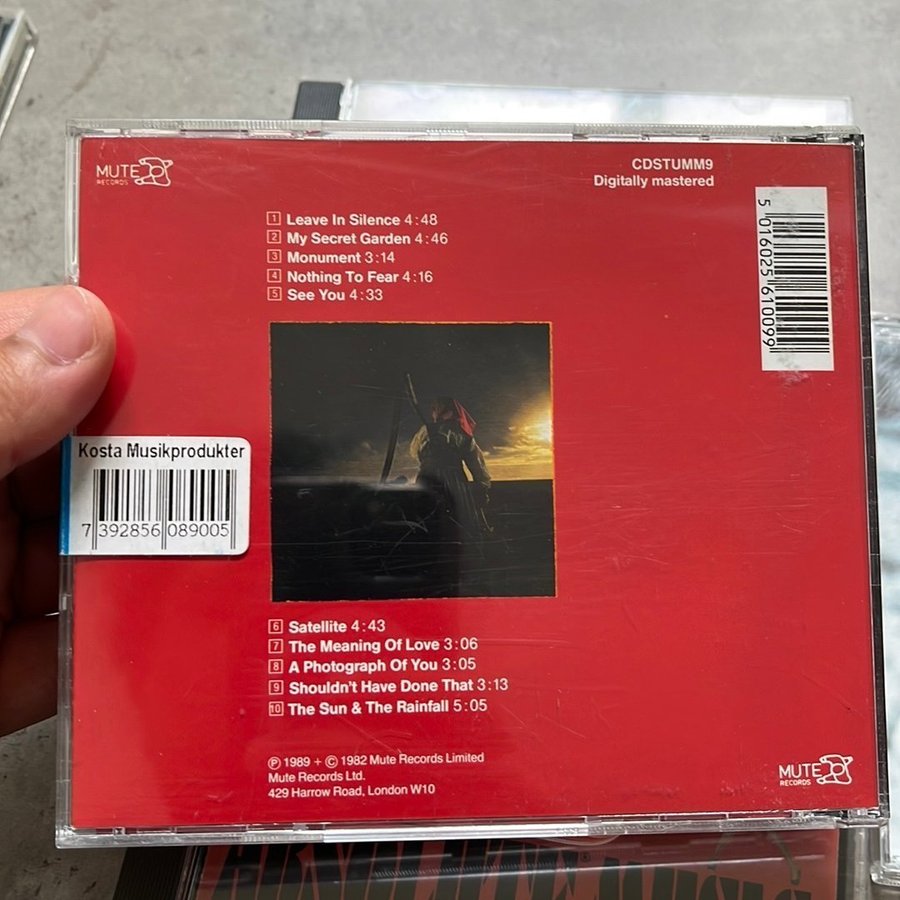 MUTE
RECORDS
CDSTUMM9
Digitally mastered
5 016025 610099
1 Leave In Silence 4:48
2 My Secret Garden 4:46
3 Monument 3:14
4 Nothing To Fear 4:16
5 See You 4:33
Kosta Musikprodukter
7 392856 089005
6 Satellite 4:43
7 The Meaning Of Love 3:06
8 A Photograph Of You 3:05
9 Shouldn't Have Done That 3:13
10 The Sun & The Rainfall 5:05
℗ 1989 + © 1982 Mute Records Limited
Mute Records Ltd.
429 Harrow Road, London W10
MUTE
RECORDS